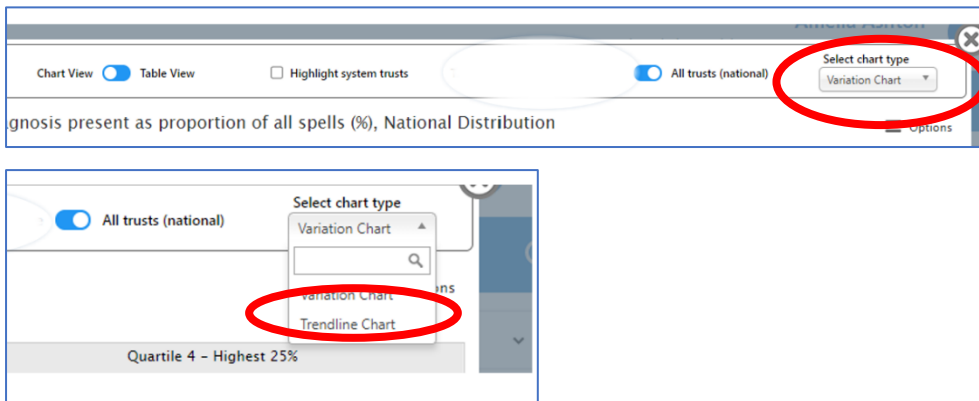 Amelia Ashton
Select chart type
Chart View Table View Highlight system trusts All trusts (national) Variation Chart
gnosis present as proportion of all spells (%), National Distribution
Options
Select chart type
All trusts (national) Variation Chart
ons
Variation Chart
Trendline Chart
Quartile 4 – Highest 25%